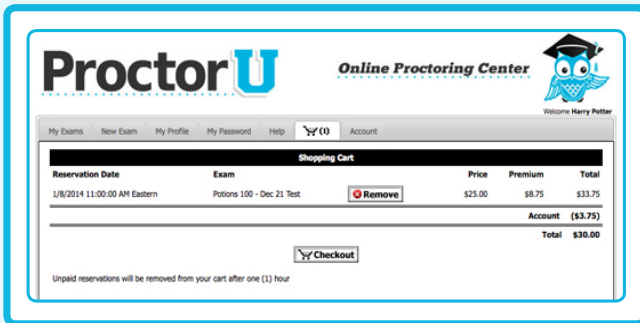 ProctorU
Online Proctoring Center
Welcome Harry Potter
My Exams New Exam My Profile My Password Help (1) Account
Shopping Cart
Reservation Date Exam Price Premium Total
1/8/2014 11:00:00 AM Eastern Potions 100 - Dec 21 Test Remove $25.00 $8.75 $33.75
Account ($3.75)
Total $30.00
Checkout
Unpaid reservations will be removed from your cart after one (1) hour